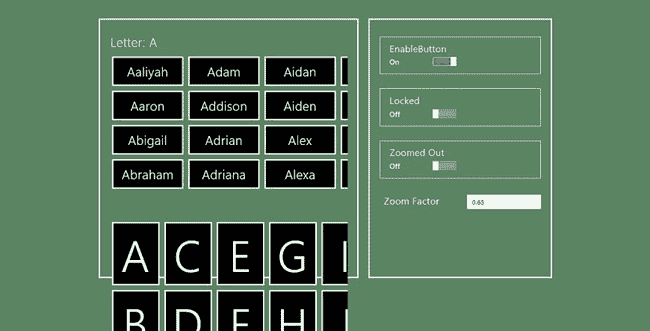 Letter: A
Aaliyah Adam Aidan
Aaron Addison Aiden
Abigail Adrian Alex
Abraham Adriana Alexa
A C E G
B D F H
EnableButton
On
Locked
Off
Zoomed Out
Off
Zoom Factor 0.65